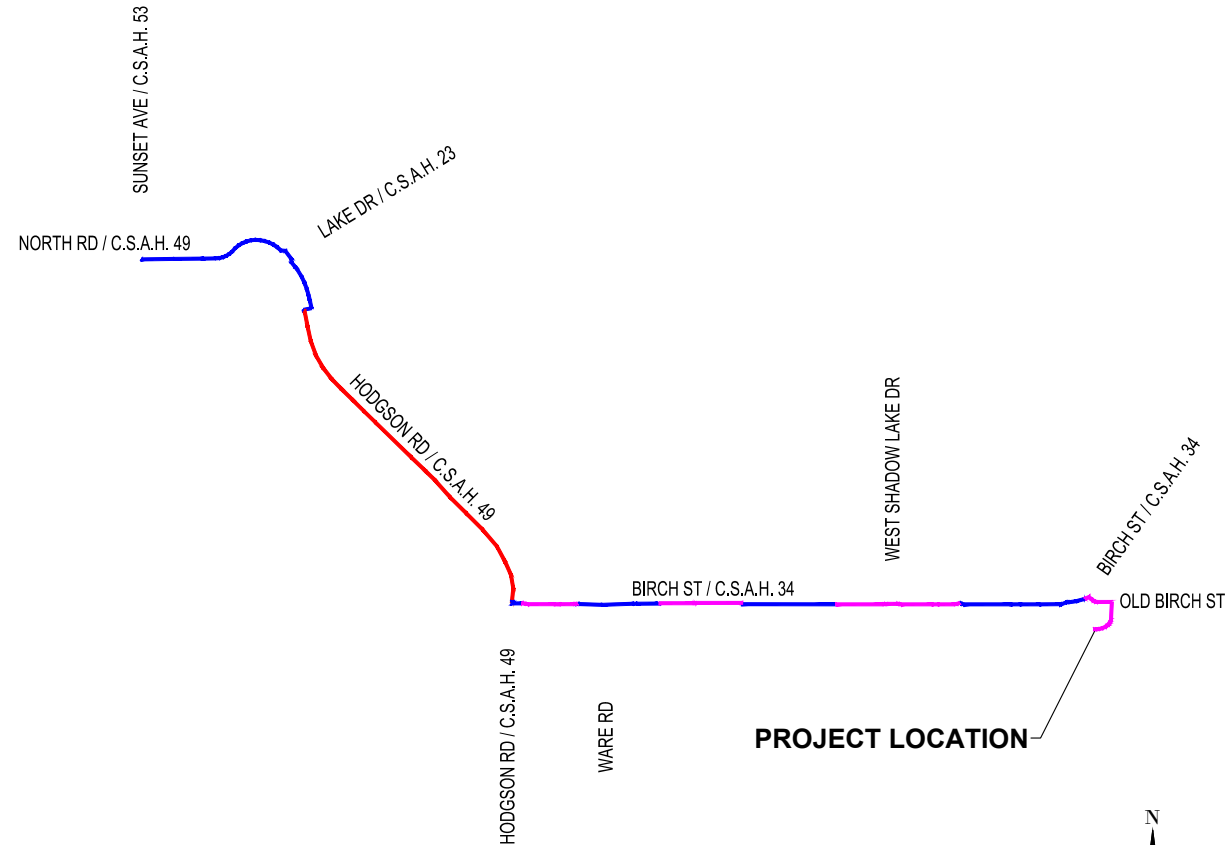 SUNSET AVE / C.S.A.H. 53
LAKE DR / C.S.A.H. 23
NORTH RD / C.S.A.H. 49
HODGSON RD / C.S.A.H. 49
WEST SHADOW LAKE DR
BIRCH ST / C.S.A.H. 34
BIRCH ST / C.S.A.H. 34
OLD BIRCH ST
HODGSON RD / C.S.A.H. 49
WARE RD
PROJECT LOCATION
N